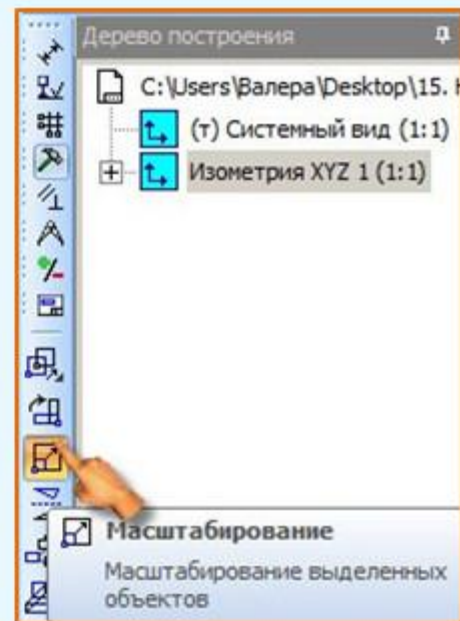 Дерево построения
C:\Users\Валера\Desktop\15.
(т) Системный вид (1:1)
Изометрия XYZ 1 (1:1)
Масштабирование
Масштабирование выделенных
объектов